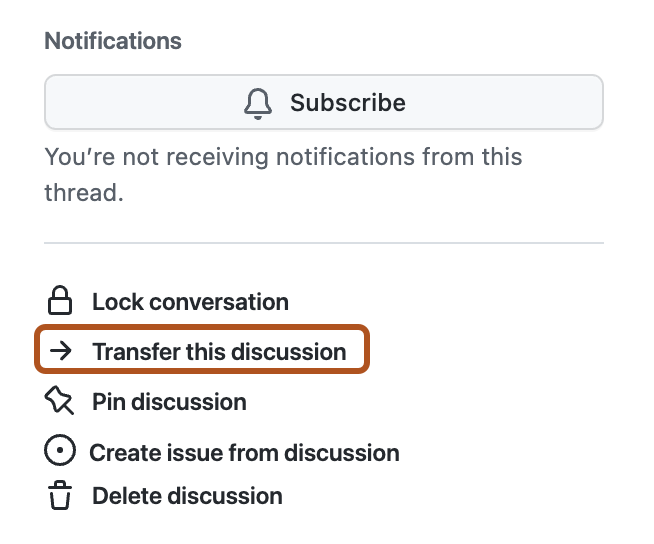 Notifications
Subscribe
You’re not receiving notifications from this
thread.
Lock conversation
Transfer this discussion
Pin discussion
Create issue from discussion
Delete discussion